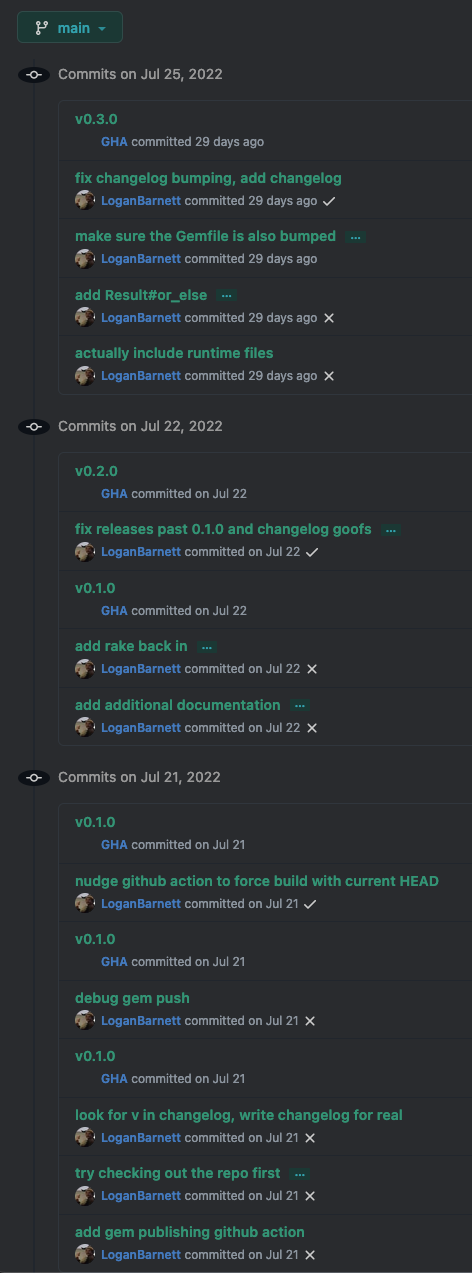 main
Commits on Jul 25, 2022
v0.3.0
GHA committed 29 days ago
fix changelog bumping, add changelog
LoganBarnett committed 29 days ago
make sure the Gemfile is also bumped ...
LoganBarnett committed 29 days ago
add Result#or_else ...
LoganBarnett committed 29 days ago
actually include runtime files
LoganBarnett committed 29 days ago
Commits on Jul 22, 2022
v0.2.0
GHA committed on Jul 22
fix releases past 0.1.0 and changelog goofs ...
LoganBarnett committed on Jul 22
v0.1.0
GHA committed on Jul 22
add rake back in ...
LoganBarnett committed on Jul 22
add additional documentation ...
LoganBarnett committed on Jul 22
Commits on Jul 21, 2022
v0.1.0
GHA committed on Jul 21
nudge github action to force build with current HEAD
LoganBarnett committed on Jul 21
v0.1.0
GHA committed on Jul 21
debug gem push
LoganBarnett committed on Jul 21
v0.1.0
GHA committed on Jul 21
look for v in changelog, write changelog for real
LoganBarnett committed on Jul 21
try checking out the repo first ...
LoganBarnett committed on Jul 21
add gem publishing github action
LoganBarnett committed on Jul 21